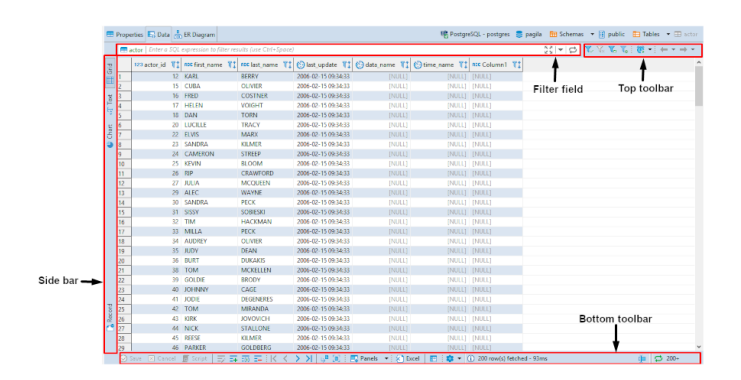 Properties Data ER Diagram PostgreSQL - postgres pagila Schemas public Tables actor
actor Enter a SQL expression to filter results (use Ctrl+Space)
Filter field Top toolbar
Grid
Text
Chart
Record
123 actor_id first_name last_name last_update date_name time_name Column1
1 12 KARL BERRY 2006-02-15 09:34:33 [NULL] [NULL] [NULL]
2 15 CUBA OLIVIER 2006-02-15 09:34:33 [NULL] [NULL] [NULL]
3 16 FRED COSTNER 2006-02-15 09:34:33 [NULL] [NULL] [NULL]
4 17 HELEN VOIGHT 2006-02-15 09:34:33 [NULL] [NULL] [NULL]
5 18 DAN TORN 2006-02-15 09:34:33 [NULL] [NULL] [NULL]
6 20 LUCILLE TRACY 2006-02-15 09:34:33 [NULL] [NULL] [NULL]
7 22 ELVIS MARX 2006-02-15 09:34:33 [NULL] [NULL] [NULL]
8 23 SANDRA KILMER 2006-02-15 09:34:33 [NULL] [NULL] [NULL]
9 24 CAMERON STREEP 2006-02-15 09:34:33 [NULL] [NULL] [NULL]
10 25 KEVIN BLOOM 2006-02-15 09:34:33 [NULL] [NULL] [NULL]
11 26 RIP CRAWFORD 2006-02-15 09:34:33 [NULL] [NULL] [NULL]
12 27 JULIA MCQUEEN 2006-02-15 09:34:33 [NULL] [NULL] [NULL]
13 29 ALEC WAYNE 2006-02-15 09:34:33 [NULL] [NULL] [NULL]
14 30 SANDRA PECK 2006-02-15 09:34:33 [NULL] [NULL] [NULL]
15 31 SISSY SOBIESKI 2006-02-15 09:34:33 [NULL] [NULL] [NULL]
16 32 TIM HACKMAN 2006-02-15 09:34:33 [NULL] [NULL] [NULL]
17 33 MILLA PECK 2006-02-15 09:34:33 [NULL] [NULL] [NULL]
18 34 AUDREY OLIVIER 2006-02-15 09:34:33 [NULL] [NULL] [NULL]
19 35 JUDY DEAN 2006-02-15 09:34:33 [NULL] [NULL] [NULL]
20 36 BURT DUKAKIS 2006-02-15 09:34:33 [NULL] [NULL] [NULL]
21 38 TOM MCKELLEN 2006-02-15 09:34:33 [NULL] [NULL] [NULL]
Side bar
22 39 GOLDIE BRODY 2006-02-15 09:34:33 [NULL] [NULL] [NULL]
23 40 JOHNNY CAGE 2006-02-15 09:34:33 [NULL] [NULL] [NULL]
24 41 JODIE DEGENERES 2006-02-15 09:34:33 [NULL] [NULL] [NULL]
25 42 TOM MIRANDA 2006-02-15 09:34:33 [NULL] [NULL] [NULL]
26 43 KIRK JOVOVICH 2006-02-15 09:34:33 [NULL] [NULL] [NULL]
Bottom toolbar
27 44 NICK STALLONE 2006-02-15 09:34:33 [NULL] [NULL] [NULL]
28 45 REESE KILMER 2006-02-15 09:34:33 [NULL] [NULL] [NULL]
29 46 PARKER GOLDBERG 2006-02-15 09:34:33 [NULL] [NULL] [NULL]
Save Cancel Script Panels Excel 200 row(s) fetched - 93ms 200+